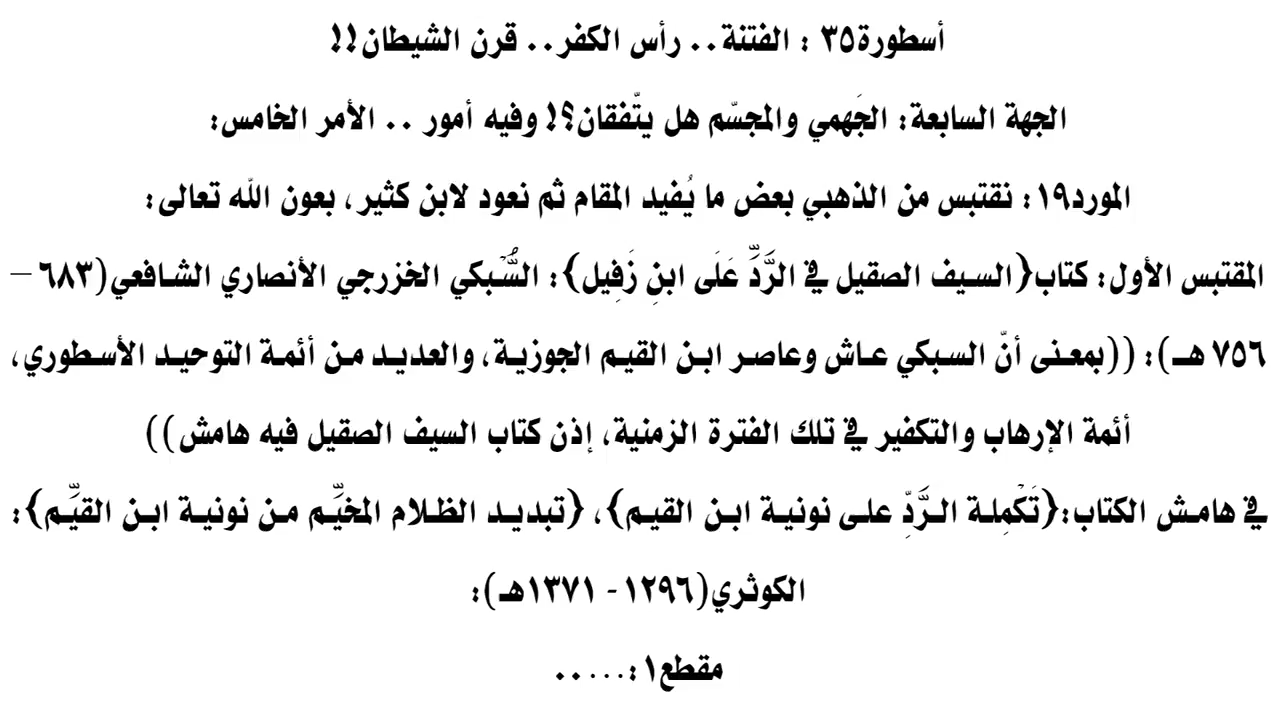 أسطورة٣٥ : الفتنة.. رأس الكفر.. قرن الشيطان!!
الجهة السابعة: الجَهمي والمجسّم هل يتّفقان؟! وفيه أمور .. الأمر الخامس:
المورد١٩: نقتبس من الذهبي بعض ما يُفيد المقام ثم نعود لابن كثير، بعون الله تعالى:
المقتبس الأول: كتاب{السيف الصقيل في الرَّدِّ عَلَى ابنِ زَفِيل}: السُّبكي الخزرجي الأنصاري الشافعي(٦٨٣ –
٧٥٦ هـ): ((بمعنى أنّ السبكي عاش وعاصر ابن القيم الجوزية، والعديد من أئمة التوحيد الأسطوري،
أئمة الإرهاب والتكفير في تلك الفترة الزمنية، إذن كتاب السيف الصقيل فيه هامش))
في هامش الكتاب:{تَكْمِلة الرَّدِّ على نونية ابن القيم}، {تبديد الظلام المخيِّم من نونية ابن القيِّم}:
الكوثري(١٢٩٦- ١٣٧١هـ):
مقطع١:.....